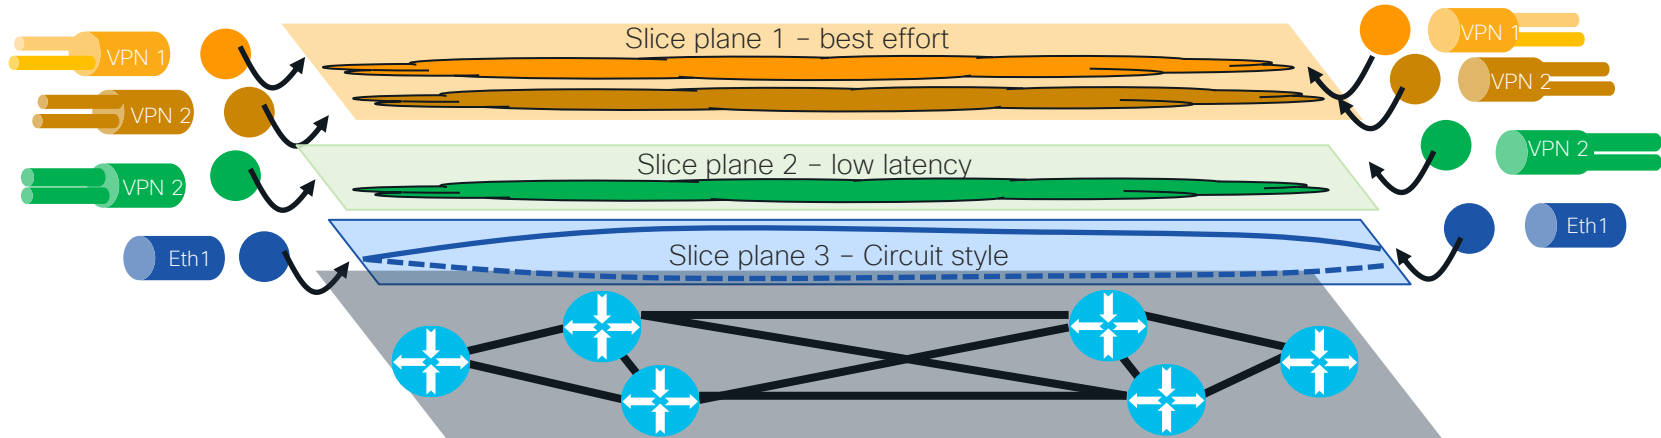 Slice plane 1 – best effort
VPN 1
VPN 1
VPN 2
VPN 2
Slice plane 2 – low latency
VPN 2
VPN 2
Slice plane 3 – Circuit style
Eth1
Eth1